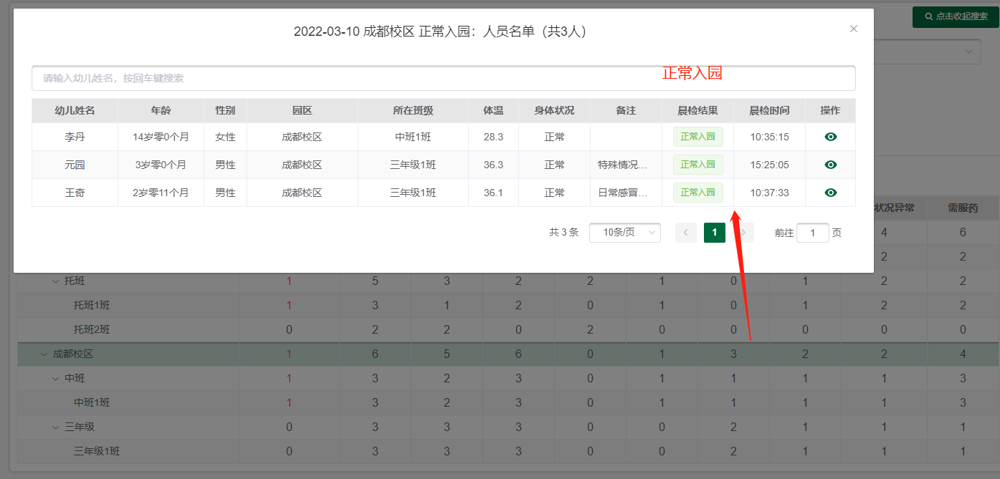 点击收起搜索
2022-03-10 成都校区 正常入园：人员名单（共3人）
请输入幼儿姓名，按回车键搜索
正常入园
幼儿姓名 年龄 性别 园区 所在班级 体温 身体状况 备注 晨检结果 晨检时间 操作
李丹 14岁零0个月 女性 成都校区 中班1班 28.3 正常 正常入园 10:35:15
元园 3岁零0个月 男性 成都校区 三年级1班 36.3 正常 特殊情况... 正常入园 15:25:05
王奇 2岁零11个月 男性 成都校区 三年级1班 36.1 正常 日常感冒... 正常入园 10:37:33
共 3 条 10条/页 1 前往 1 页
状况异常 需服药
4 6
2 2
托班 1 5 3 2 2 1 0 1 2 2
托班1班 1 3 1 2 0 1 0 1 2 2
托班2班 0 2 2 0 2 0 0 0 0 0
成都校区 1 6 5 6 0 1 3 2 2 4
中班 1 3 2 3 0 1 1 1 1 3
中班1班 1 3 2 3 0 1 1 1 1 3
三年级 0 3 3 3 0 0 2 1 1 1
三年级1班 0 3 3 3 0 0 2 1 1 1